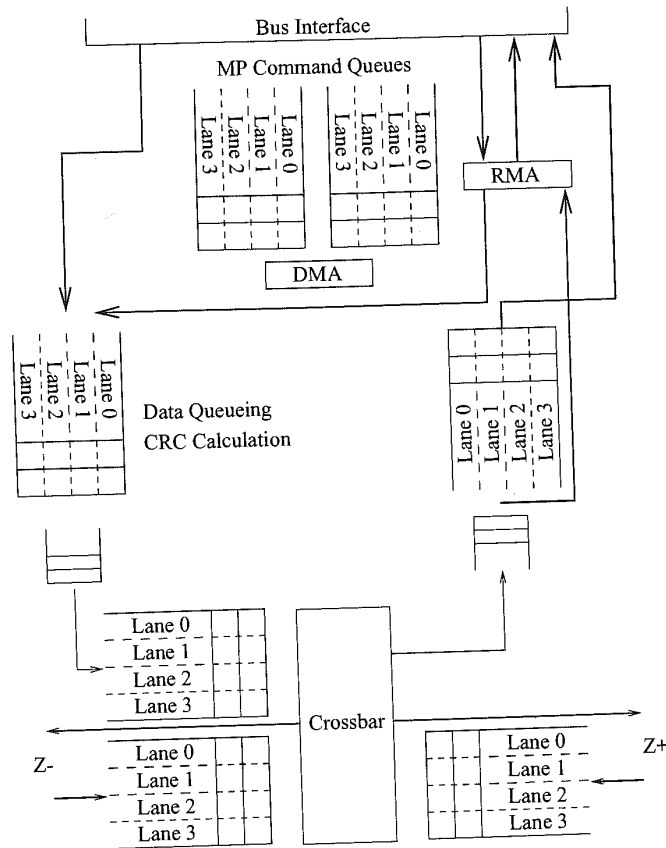 Bus Interface
MP Command Queues
Lane 3
Lane 2
Lane 1
Lane 0
Lane 3
Lane 2
Lane 1
Lane 0
RMA
DMA
Lane 3
Lane 2
Lane 1
Lane 0
Data Queueing
CRC Calculation
Lane 0
Lane 1
Lane 2
Lane 3
Lane 0
Lane 1
Lane 2
Lane 3
Crossbar
Z-
Lane 0
Lane 1
Lane 2
Lane 3
Lane 0
Lane 1
Lane 2
Lane 3
Z+